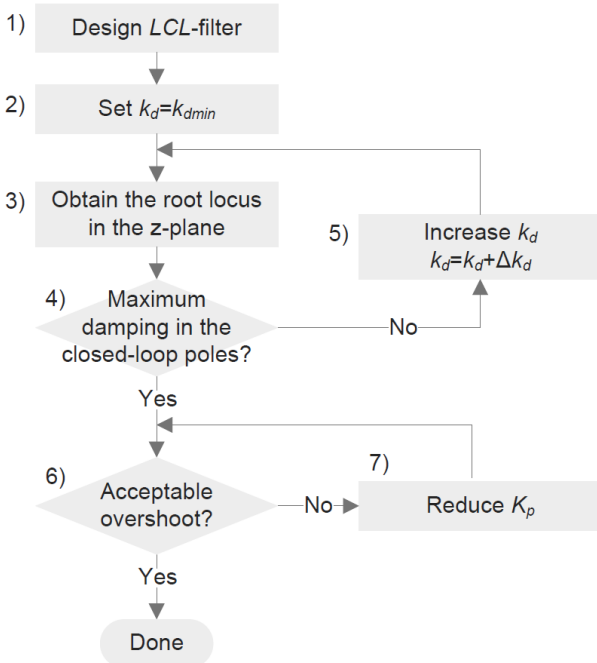 1)
Design LCL-filter
2)
Set kd=kdmin
3)
Obtain the root locus
in the z-plane
4)
Maximum
damping in the
closed-loop poles?
No
5)
Increase kd
kd=kd+Δkd
Yes
6)
Acceptable
overshoot?
No
7)
Reduce Kp
Yes
Done